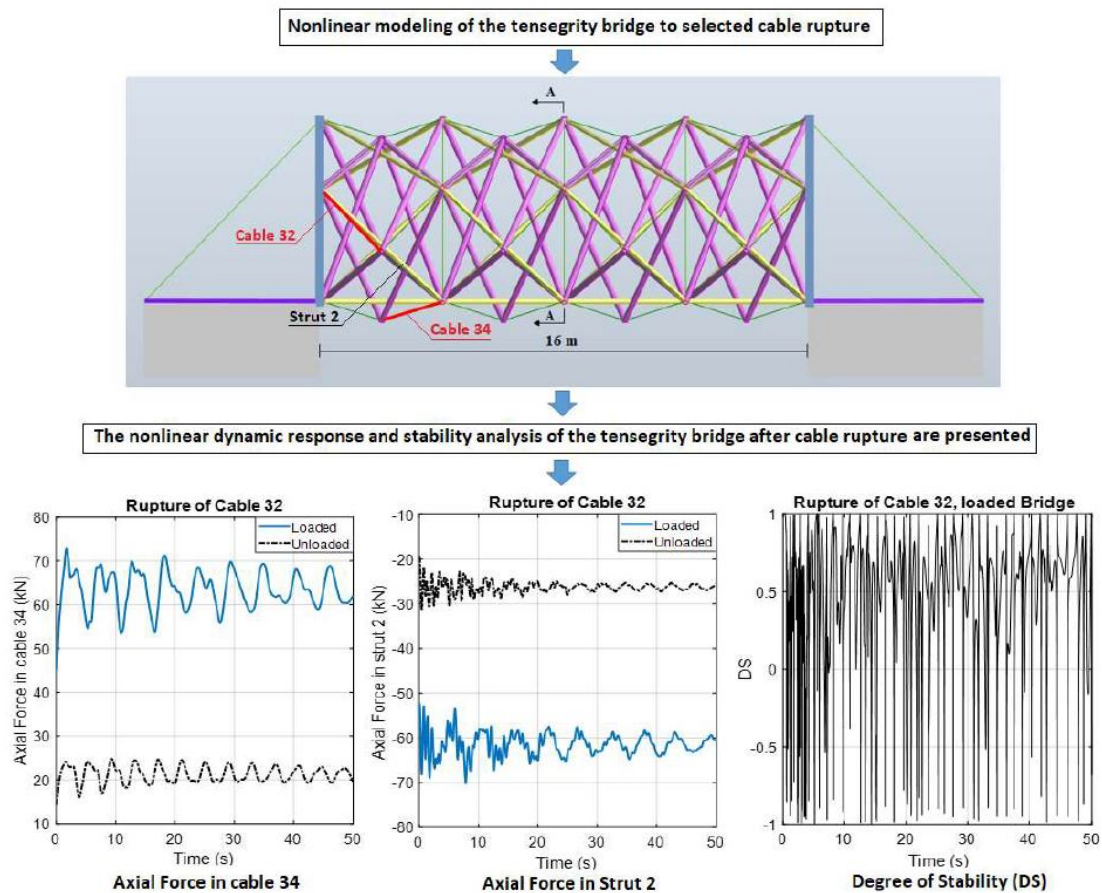 Nonlinear modeling of the tensegrity bridge to selected cable rupture
A
Cable 32
Strut 2
Cable 34
A
16 m
The nonlinear dynamic response and stability analysis of the tensegrity bridge after cable rupture are presented
Rupture of Cable 32
80
70
60
50
40
30
20
10
Axial Force in cable 34 (kN)
Loaded
Unloaded
0 10 20 30 40 50
Time (s)
Axial Force in cable 34
Rupture of Cable 32
-10
-20
-30
-40
-50
-60
-70
-80
Axial Force in strut 2 (kN)
Loaded
Unloaded
0 10 20 30 40 50
Time (s)
Axial Force in Strut 2
Rupture of Cable 32, loaded Bridge
1
0.5
0
-0.5
-1
DS
0 10 20 30 40 50
Time (s)
Degree of Stability (DS)